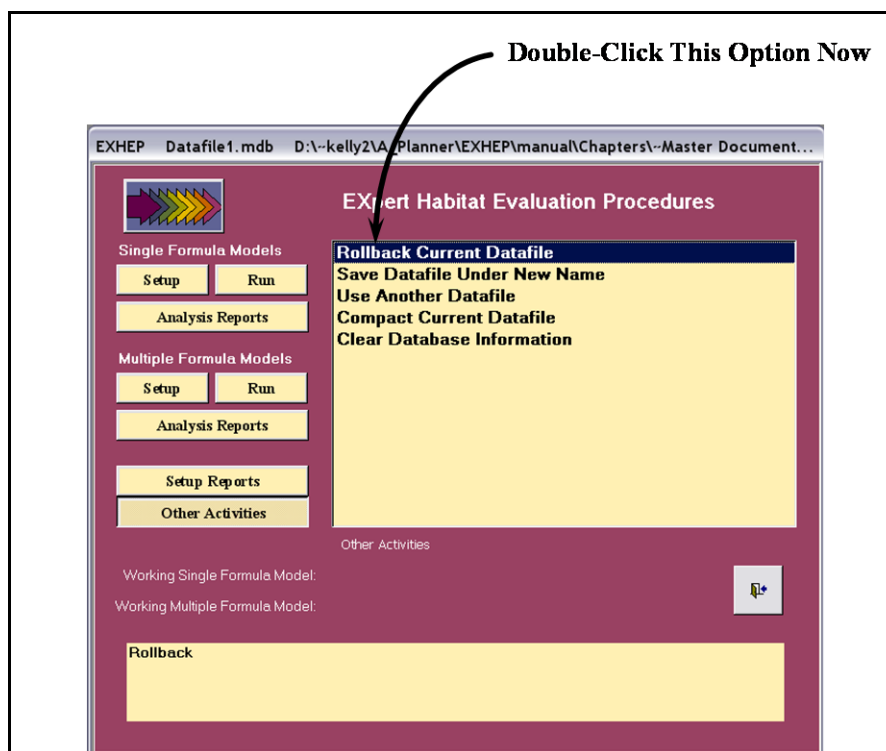 Double-Click This Option Now
EXHEP Datafile1.mdb D:\--kelly2\A_Planner\EXHEP\manual\Chapters\--Master Document...
EXpert Habitat Evaluation Procedures
Single Formula Models
Setup Run
Analysis Reports
Multiple Formula Models
Setup Run
Analysis Reports
Setup Reports
Other Activities
Rollback Current Datafile
Save Datafile Under New Name
Use Another Datafile
Compact Current Datafile
Clear Database Information
Other Activities
Working Single Formula Model:
Working Multiple Formula Model:
Rollback